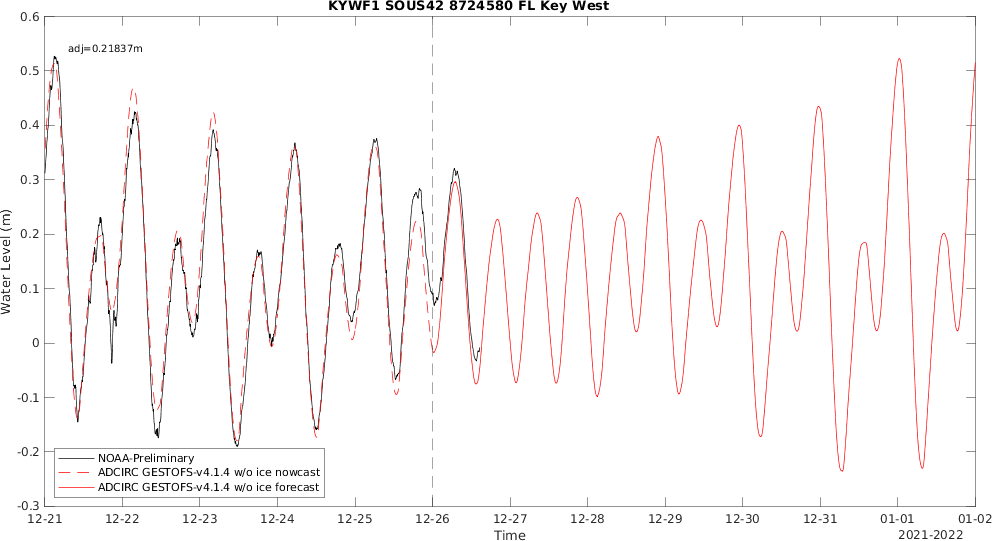 KYWF1 SOUS42 8724580 FL Key West
adj=0.21837m
Water Level (m)
0.6
0.5
0.4
0.3
0.2
0.1
0
-0.1
-0.2
-0.3
NOAA-Preliminary
ADCIRC GESTOFS-v4.1.4 w/o ice nowcast
ADCIRC GESTOFS-v4.1.4 w/o ice forecast
12-21 12-22 12-23 12-24 12-25 12-26 12-27 12-28 12-29 12-30 12-31 01-01 01-02
Time
2021-2022